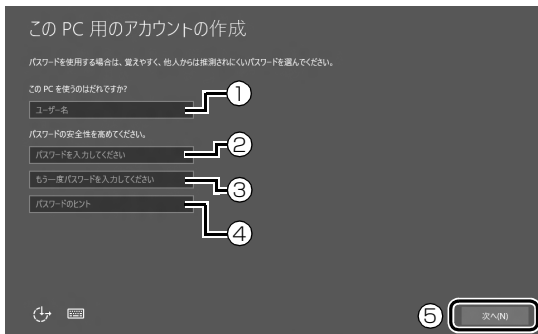 この PC 用のアカウントの作成
パスワードを使用する場合は、覚えやすく、他人からは推測されにくいパスワードを選んでください。
この PC を使うのはだれですか?
ユーザー名
①
パスワードの安全性を高めてください。
パスワードを入力してください
②
もう一度パスワードを入力してください
③
パスワードのヒント
④
⑤
次へ(N)